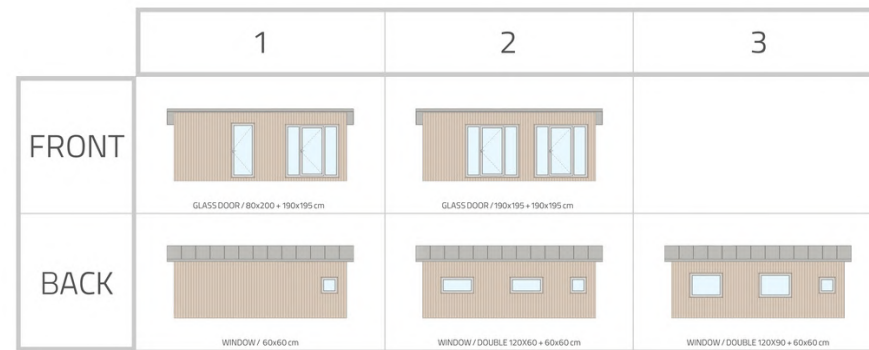 1 2 3
FRONT
GLASS DOOR / 80x200 + 190x195 cm
GLASS DOOR / 190x195 + 190x195 cm
BACK
WINDOW / 60x60 cm
WINDOW / DOUBLE 120X60 + 60x60 cm
WINDOW / DOUBLE 120X90 + 60x60 cm